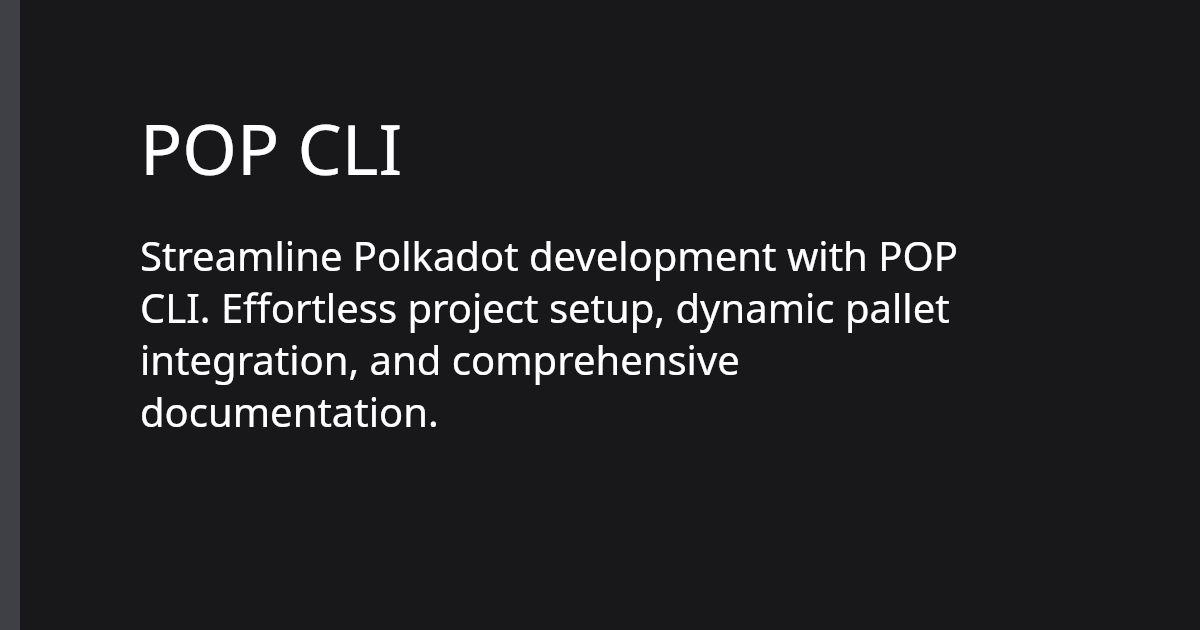 POP CLI
Streamline Polkadot development with POP
CLI. Effortless project setup, dynamic pallet
integration, and comprehensive
documentation.